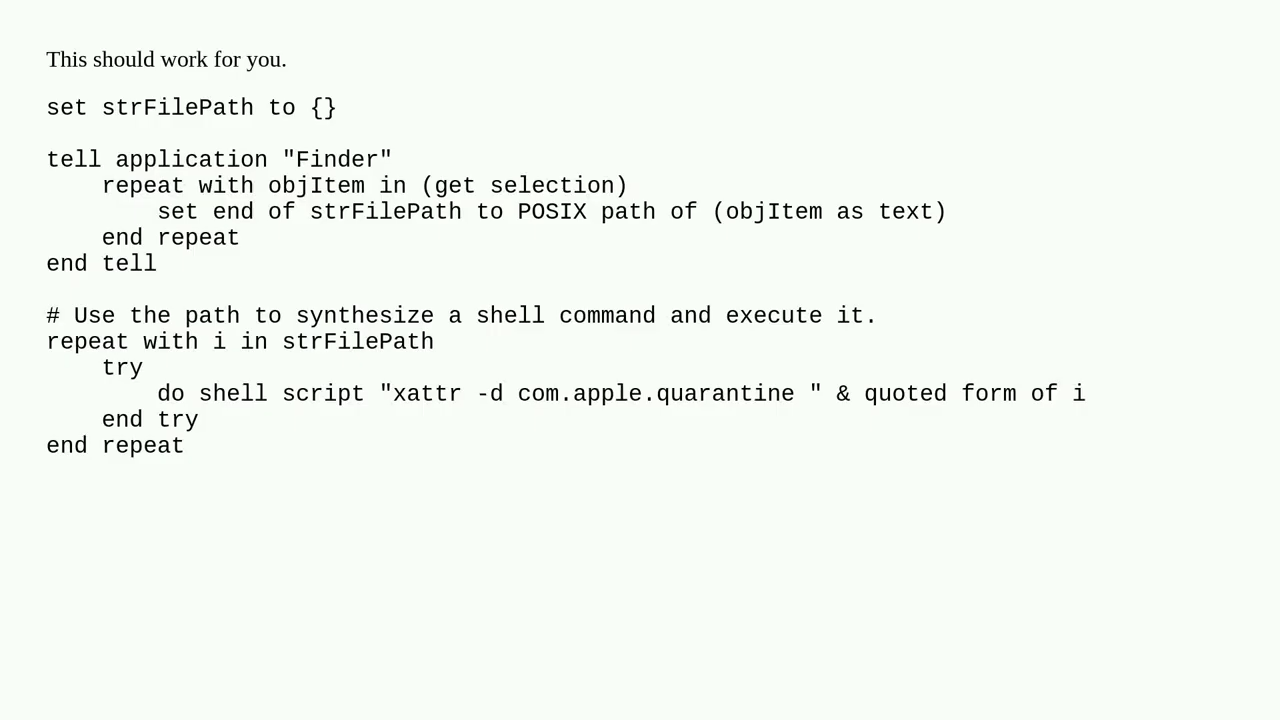 This should work for you.
set strFilePath to {}
tell application "Finder"
    repeat with objItem in (get selection)
        set end of strFilePath to POSIX path of (objItem as text)
    end repeat
end tell
# Use the path to synthesize a shell command and execute it.
repeat with i in strFilePath
    try
        do shell script "xattr -d com.apple.quarantine " & quoted form of i
    end try
end repeat